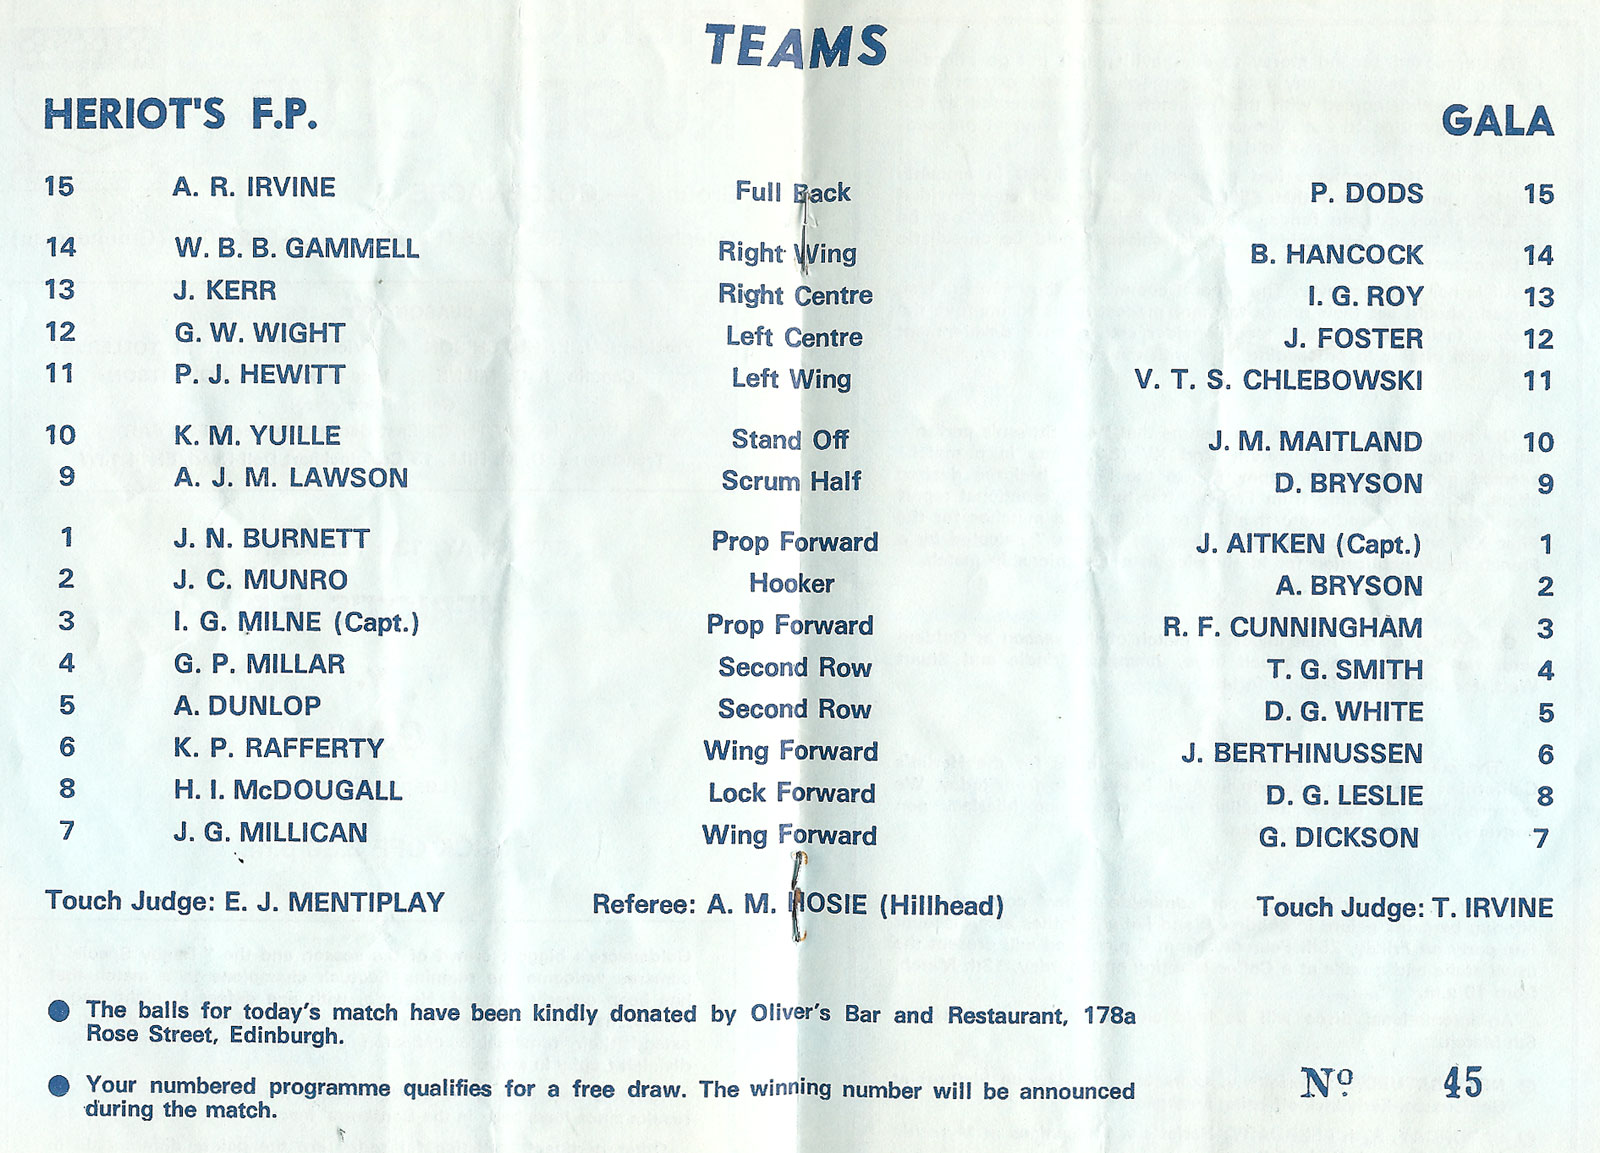 TEAMS
HERIOT'S F.P. GALA
15 A. R. IRVINE Full Back P. DODS 15
14 W. B. B. GAMMELL Right Wing B. HANCOCK 14
13 J. KERR Right Centre I. G. ROY 13
12 G. W. WIGHT Left Centre J. FOSTER 12
11 P. J. HEWITT Left Wing V. T. S. CHLEBOWSKI 11
10 K. M. YUILLE Stand Off J. M. MAITLAND 10
9 A. J. M. LAWSON Scrum Half D. BRYSON 9
1 J. N. BURNETT Prop Forward J. AITKEN (Capt.) 1
2 J. C. MUNRO Hooker A. BRYSON 2
3 I. G. MILNE (Capt.) Prop Forward R. F. CUNNINGHAM 3
4 G. P. MILLAR Second Row T. G. SMITH 4
5 A. DUNLOP Second Row D. G. WHITE 5
6 K. P. RAFFERTY Wing Forward J. BERTHINUSSEN 6
8 H. I. McDOUGALL Lock Forward D. G. LESLIE 8
7 J. G. MILLICAN Wing Forward G. DICKSON 7
Touch Judge: E. J. MENTIPLAY Referee: A. M. HOSIE (Hillhead) Touch Judge: T. IRVINE
● The balls for today's match have been kindly donated by Oliver's Bar and Restaurant, 178a
Rose Street, Edinburgh.
● Your numbered programme qualifies for a free draw. The winning number will be announced
during the match.
Nº 45